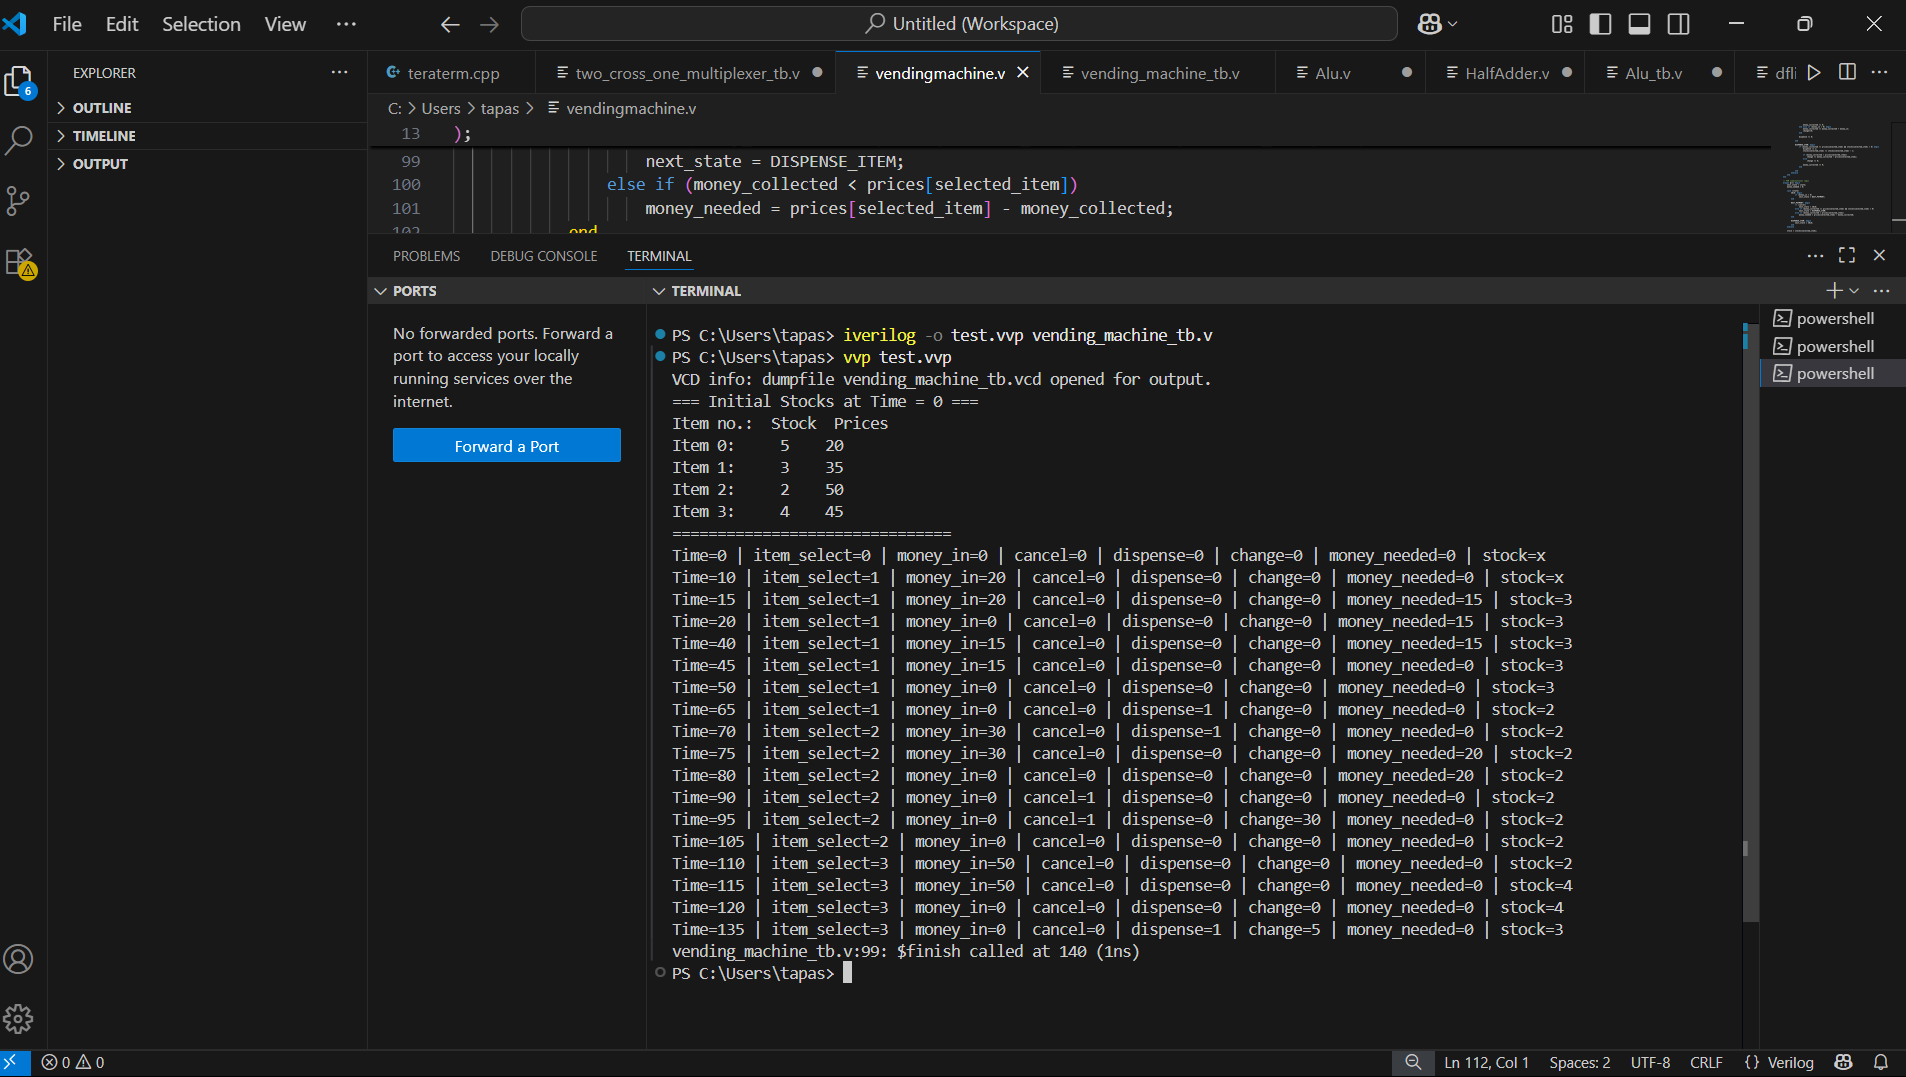 File Edit Selection View ··· Untitled (Workspace)
EXPLORER ···
6
OUTLINE
TIMELINE
OUTPUT
teraterm.cpp two_cross_one_multiplexer_tb.v vendingmachine.v vending_machine_tb.v Alu.v HalfAdder.v Alu_tb.v dfli ···
C: > Users > tapas > vendingmachine.v
13 );
99 next_state = DISPENSE_ITEM;
100 else if (money_collected < prices[selected_item])
101 money_needed = prices[selected_item] - money_collected;
102 end
PROBLEMS DEBUG CONSOLE TERMINAL ···
PORTS
No forwarded ports. Forward a
port to access your locally
running services over the
internet.
Forward a Port
TERMINAL ···
PS C:\Users\tapas> iverilog -o test.vvp vending_machine_tb.v
PS C:\Users\tapas> vvp test.vvp
VCD info: dumpfile vending_machine_tb.vcd opened for output.
=== Initial Stocks at Time = 0 ===
Item no.:  Stock  Prices
Item 0:     5    20
Item 1:     3    35
Item 2:     2    50
Item 3:     4    45
===============================
Time=0 | item_select=0 | money_in=0 | cancel=0 | dispense=0 | change=0 | money_needed=0 | stock=x
Time=10 | item_select=1 | money_in=20 | cancel=0 | dispense=0 | change=0 | money_needed=0 | stock=x
Time=15 | item_select=1 | money_in=20 | cancel=0 | dispense=0 | change=0 | money_needed=15 | stock=3
Time=20 | item_select=1 | money_in=0 | cancel=0 | dispense=0 | change=0 | money_needed=15 | stock=3
Time=40 | item_select=1 | money_in=15 | cancel=0 | dispense=0 | change=0 | money_needed=15 | stock=3
Time=45 | item_select=1 | money_in=15 | cancel=0 | dispense=0 | change=0 | money_needed=0 | stock=3
Time=50 | item_select=1 | money_in=0 | cancel=0 | dispense=0 | change=0 | money_needed=0 | stock=3
Time=65 | item_select=1 | money_in=0 | cancel=0 | dispense=1 | change=0 | money_needed=0 | stock=2
Time=70 | item_select=2 | money_in=30 | cancel=0 | dispense=1 | change=0 | money_needed=0 | stock=2
Time=75 | item_select=2 | money_in=30 | cancel=0 | dispense=0 | change=0 | money_needed=20 | stock=2
Time=80 | item_select=2 | money_in=0 | cancel=0 | dispense=0 | change=0 | money_needed=20 | stock=2
Time=90 | item_select=2 | money_in=0 | cancel=1 | dispense=0 | change=0 | money_needed=0 | stock=2
Time=95 | item_select=2 | money_in=0 | cancel=1 | dispense=0 | change=30 | money_needed=0 | stock=2
Time=105 | item_select=2 | money_in=0 | cancel=0 | dispense=0 | change=0 | money_needed=0 | stock=2
Time=110 | item_select=3 | money_in=50 | cancel=0 | dispense=0 | change=0 | money_needed=0 | stock=2
Time=115 | item_select=3 | money_in=50 | cancel=0 | dispense=0 | change=0 | money_needed=0 | stock=4
Time=120 | item_select=3 | money_in=0 | cancel=0 | dispense=0 | change=0 | money_needed=0 | stock=4
Time=135 | item_select=3 | money_in=0 | cancel=0 | dispense=1 | change=5 | money_needed=0 | stock=3
vending_machine_tb.v:99: $finish called at 140 (1ns)
PS C:\Users\tapas>
powershell
powershell
powershell
0 0 Ln 112, Col 1 Spaces: 2 UTF-8 CRLF {} Verilog